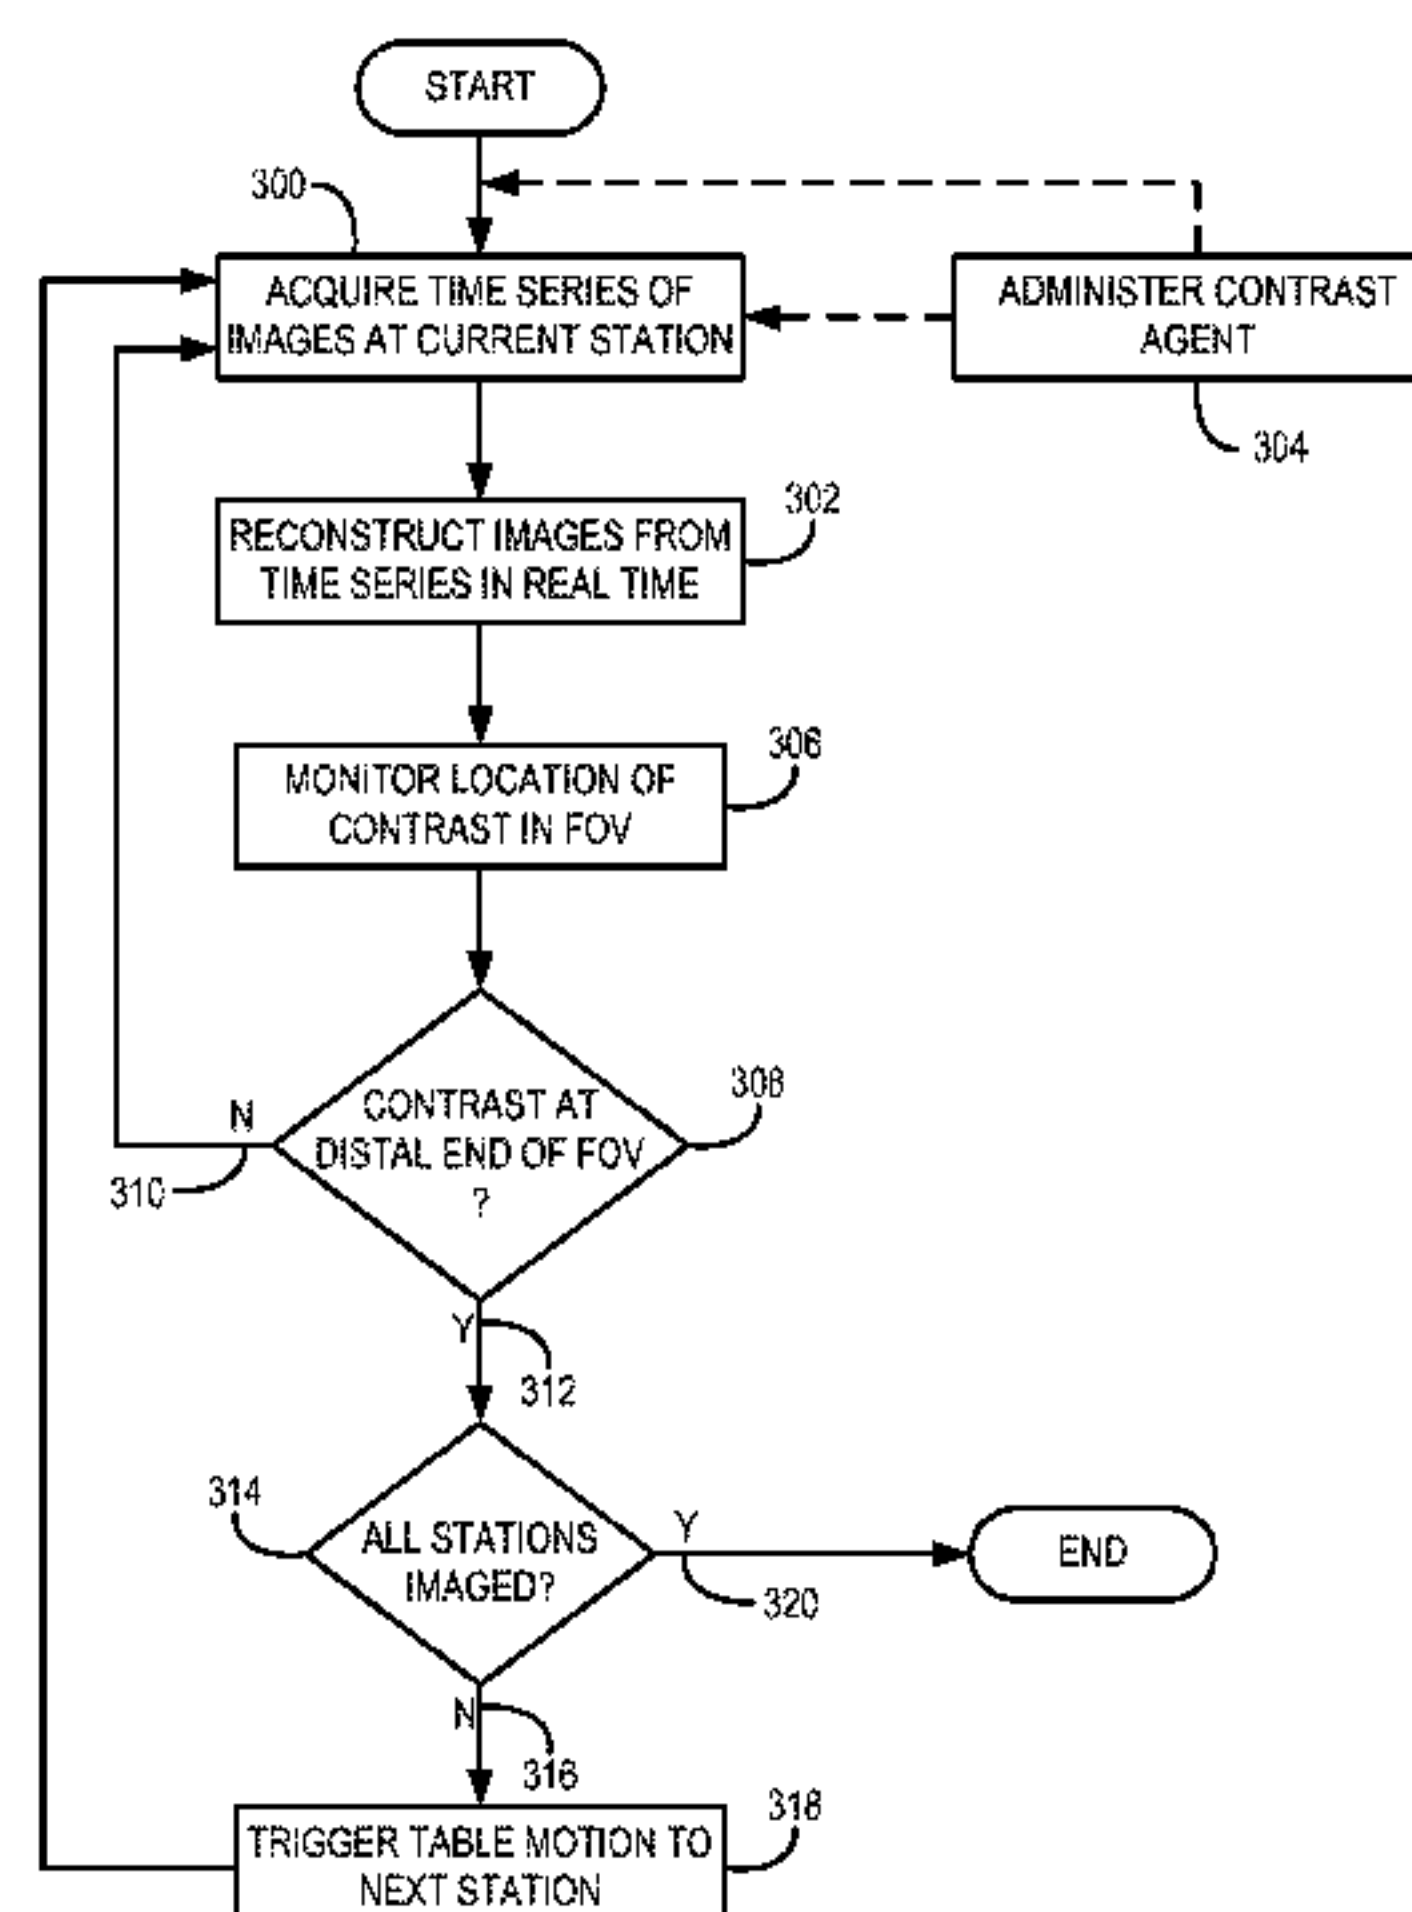 START
300
ACQUIRE TIME SERIES OF
IMAGES AT CURRENT STATION
ADMINISTER CONTRAST
AGENT
304
302
RECONSTRUCT IMAGES FROM
TIME SERIES IN REAL TIME
306
MONITOR LOCATION OF
CONTRAST IN FOV
308
CONTRAST AT
DISTAL END OF FOV
?
N
310
Y
312
314
ALL STATIONS
IMAGED?
Y
320
END
N
316
318
TRIGGER TABLE MOTION TO
NEXT STATION